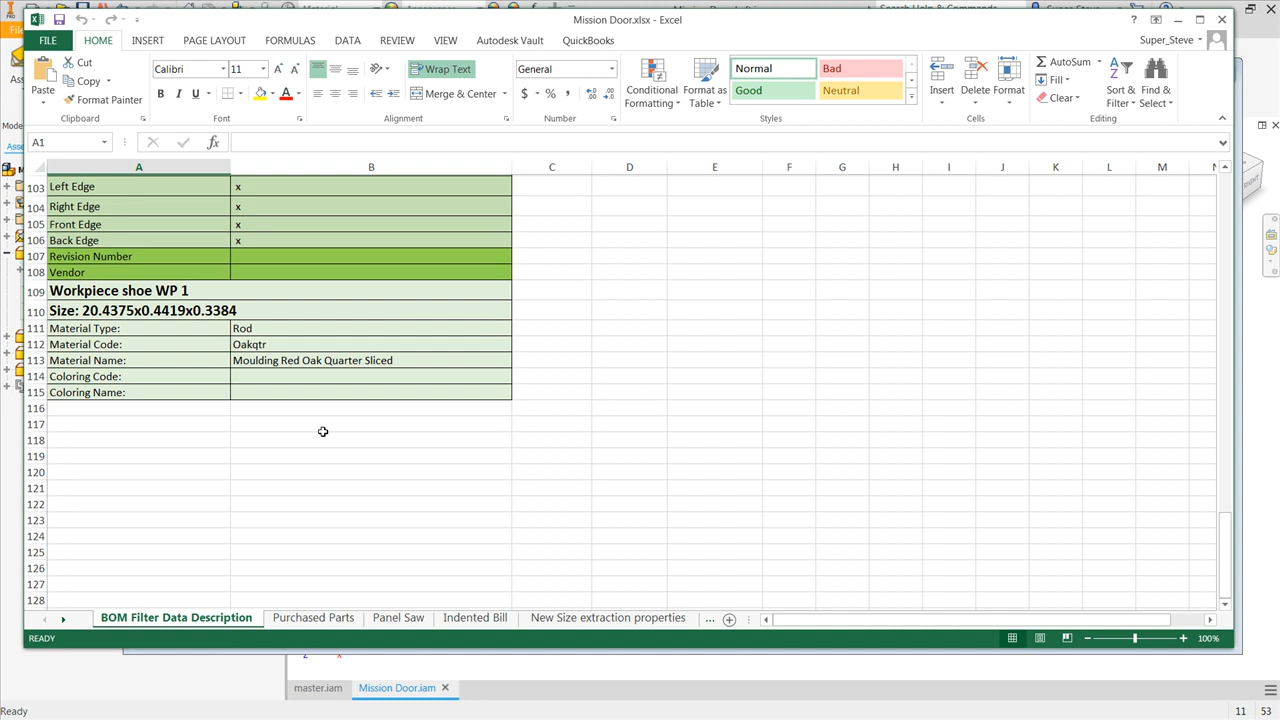 Mission Door.xlsx - Excel
Super_Steve
FILE HOME INSERT PAGE LAYOUT FORMULAS DATA REVIEW VIEW Autodesk Vault QuickBooks
Paste Cut
Copy
Format Painter
Clipboard
Calibri 11
B I U A
Font
Wrap Text
Merge & Center
Alignment
General
$ % ,
Number
Conditional Formatting
Format as Table
Normal Bad
Good Neutral
Styles
Insert Delete Format
Cells
AutoSum
Fill
Clear
Sort & Filter
Find & Select
Editing
A1 fx
A B C D E F G H I J K L M N
103 Left Edge x
104 Right Edge x
105 Front Edge x
106 Back Edge x
107 Revision Number
108 Vendor
109 Workpiece shoe WP 1
110 Size: 20.4375x0.4419x0.3384
111 Material Type: Rod
112 Material Code: Oakqtr
113 Material Name: Moulding Red Oak Quarter Sliced
114 Coloring Code:
115 Coloring Name:
116
117
118
119
120
121
122
123
124
125
126
127
128
BOM Filter Data Description Purchased Parts Panel Saw Indented Bill New Size extraction properties ...
READY 100%
master.iam Mission Door.iam
Ready 11 53